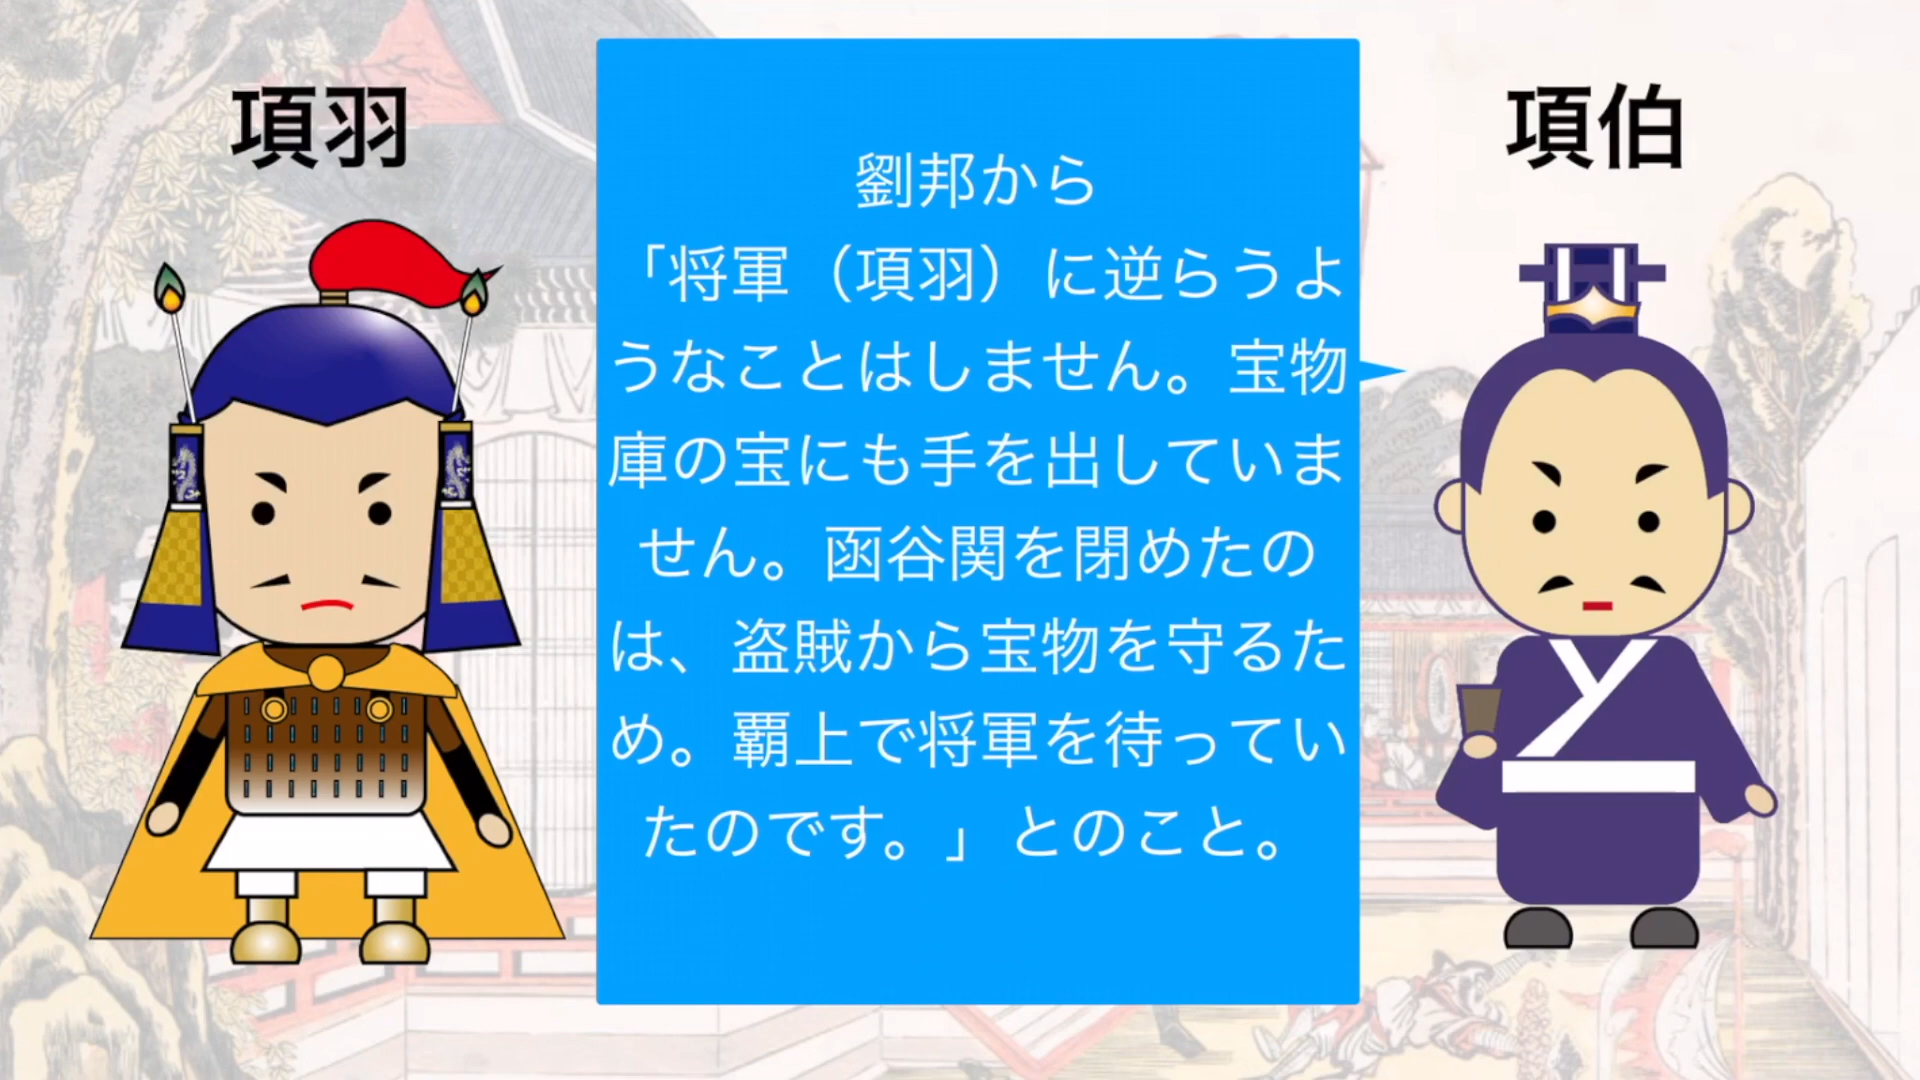 項羽
劉邦から
「将軍（項羽）に逆らうよ
うなことはしません。宝物
庫の宝にも手を出していま
せん。函谷関を閉めたの
は、盗賊から宝物を守るた
め。覇上で将軍を待ってい
たのです。」とのこと。
項伯